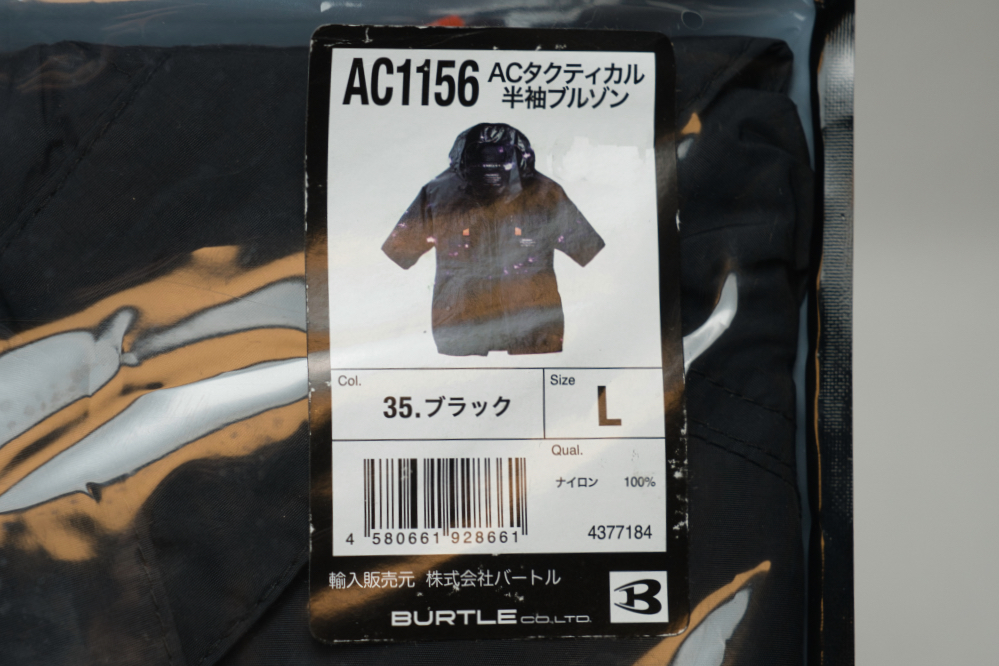 AC1156 ACタクティカル
半袖ブルゾン
Col.
35.ブラック
Size
L
Qual.
ナイロン 100%
4 580661 928661
4377184
輸入販売元 株式会社バートル
BURTLE CO.,LTD.
B